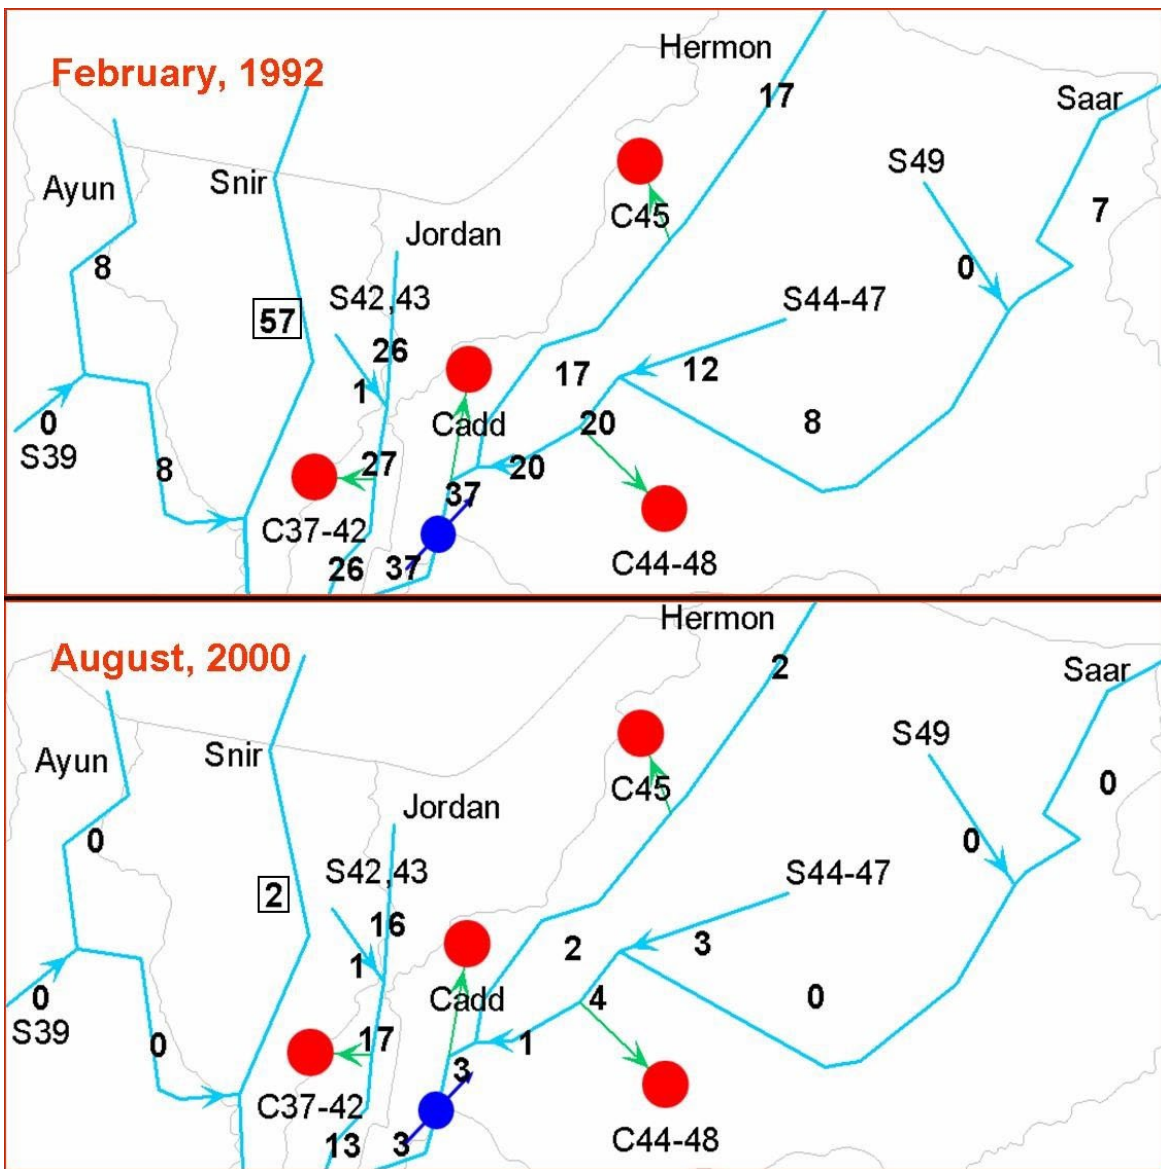 Hermon
February, 1992
17
Saar
S49
Ayun
Snir
C45
7
Jordan
8
0
S42,43
S44-47
57
26
17
12
1
0
Cadd
20
8
S39
8
27
20
37
C37-42
26
37
C44-48
Hermon
August, 2000
2
Saar
S49
Ayun
Snir
C45
0
Jordan
0
0
S42,43
S44-47
2
16
2
3
1
0
Cadd
4
0
S39
0
17
1
3
C37-42
13
3
C44-48